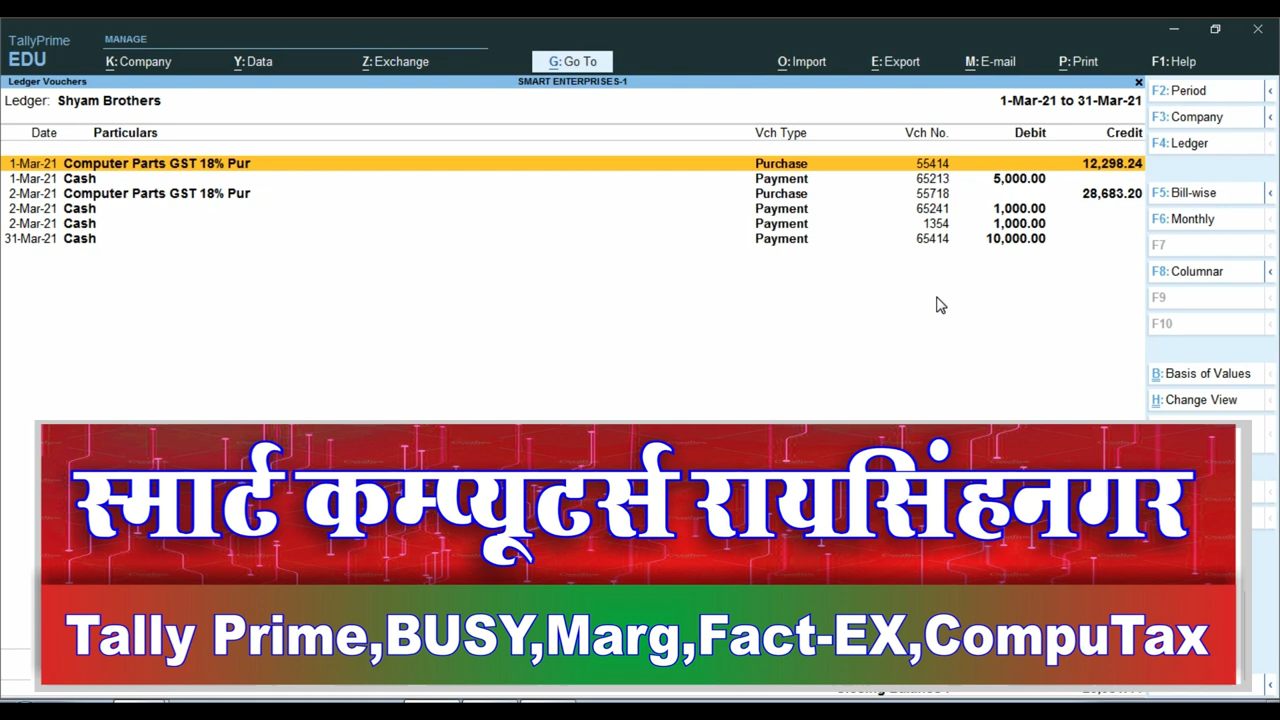 TallyPrime
EDU
MANAGE
K: Company
Y: Data
Z: Exchange
G: Go To
O: Import
E: Export
M: E-mail
P: Print
F1: Help
Ledger Vouchers
SMART ENTERPRISES-1
Ledger: Shyam Brothers
1-Mar-21 to 31-Mar-21
Date Particulars Vch Type Vch No. Debit Credit
1-Mar-21 Computer Parts GST 18% Pur Purchase 55414 12,298.24
1-Mar-21 Cash Payment 65213 5,000.00
2-Mar-21 Computer Parts GST 18% Pur Purchase 55718 28,683.20
2-Mar-21 Cash Payment 65241 1,000.00
2-Mar-21 Cash Payment 1354 1,000.00
31-Mar-21 Cash Payment 65414 10,000.00
F2: Period
F3: Company
F4: Ledger
F5: Bill-wise
F6: Monthly
F7
F8: Columnar
F9
F10
B: Basis of Values
H: Change View
स्मार्ट कम्प्यूटर्स रायसिंहनगर
Tally Prime,BUSY,Marg,Fact-EX,CompuTax